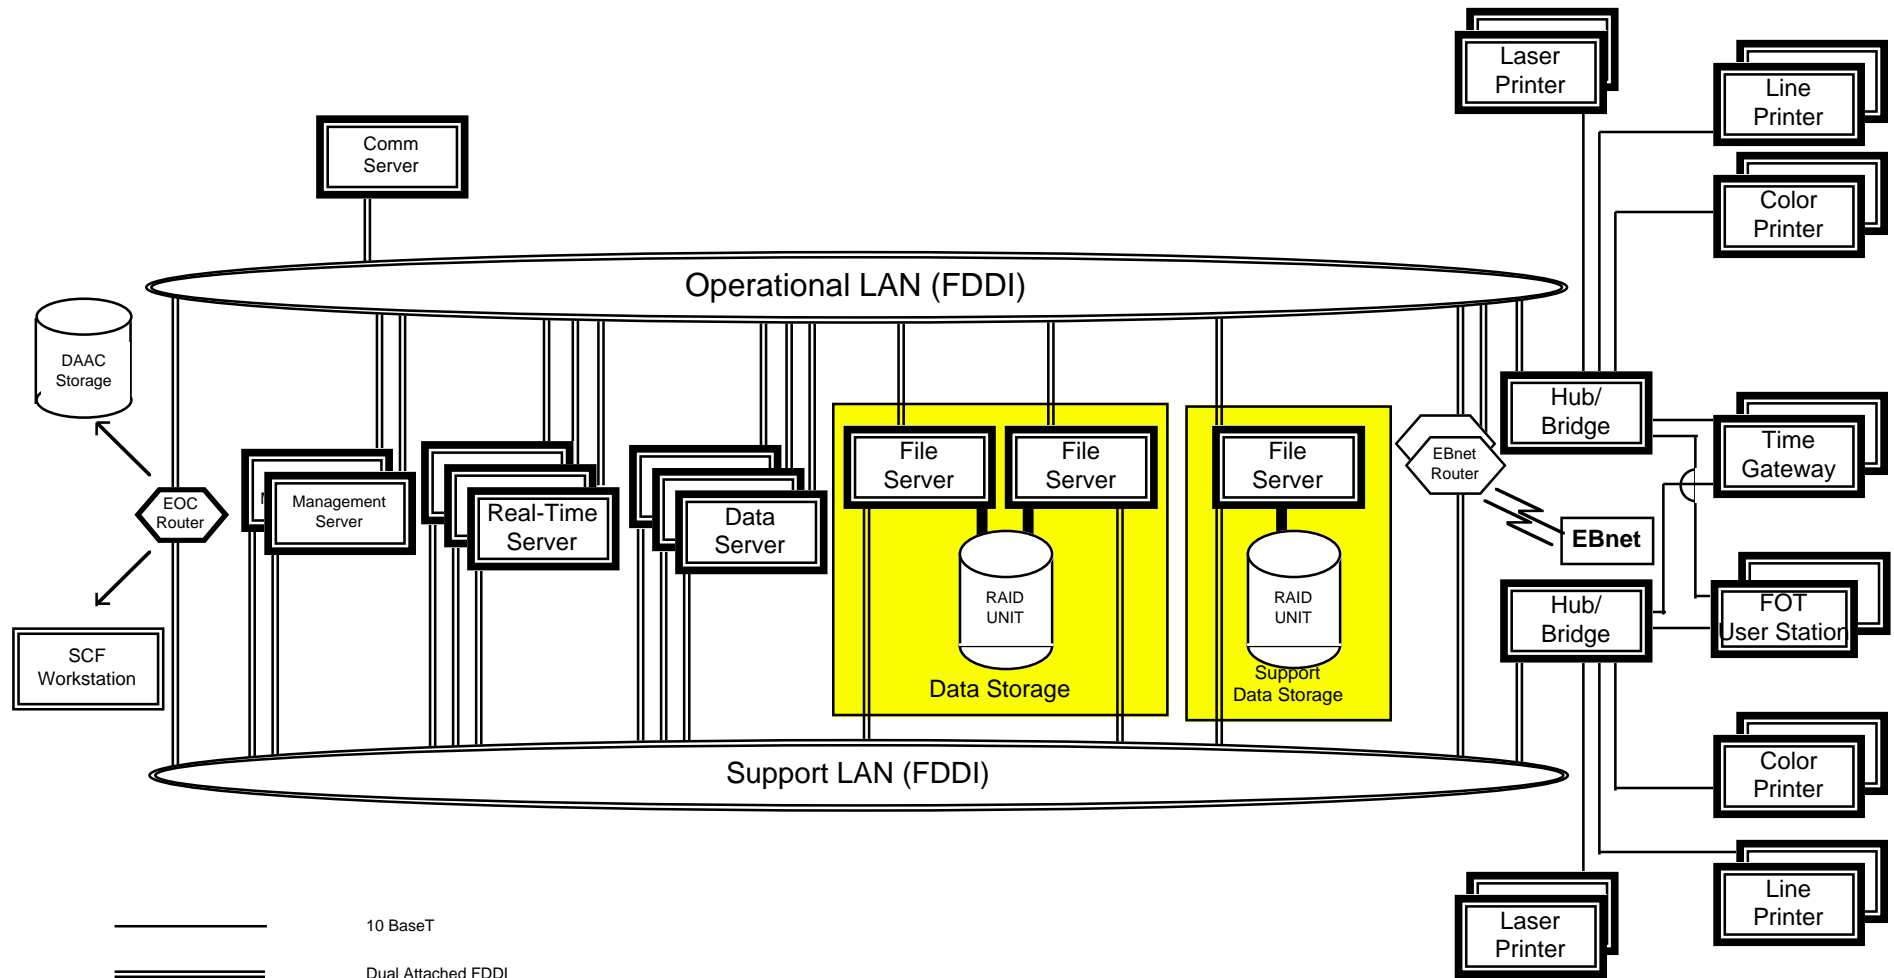 Laser
Printer
Line
Printer
Color
Printer
Comm
Server
Operational LAN (FDDI)
DAAC
Storage
Hub/
Bridge
Time
Gateway
File
Server
File
Server
File
Server
EBnet
Router
EOC
Router
M
Management
Server
Real-Time
Server
Data
Server
EBnet
RAID
UNIT
RAID
UNIT
Hub/
Bridge
FOT
User Station
SCF
Workstation
Data Storage
Support
Data Storage
Support LAN (FDDI)
Color
Printer
Line
Printer
Laser
Printer
10 BaseT
Dual Attached FDDI